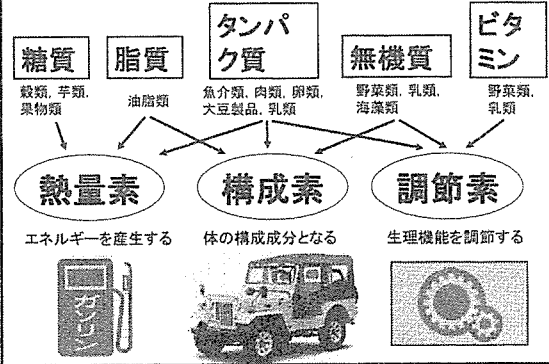 糖質
脂質
タンパ
ク質
無機質
ビタ
ミン
穀類, 芋類,
果物類
油脂類
魚介類, 肉類, 卵類,
大豆製品, 乳類
野菜類, 乳類,
海藻類
野菜類,
乳類
熱量素
構成素
調節素
エネルギーを産生する
体の構成成分となる
生理機能を調節する
ガソリン